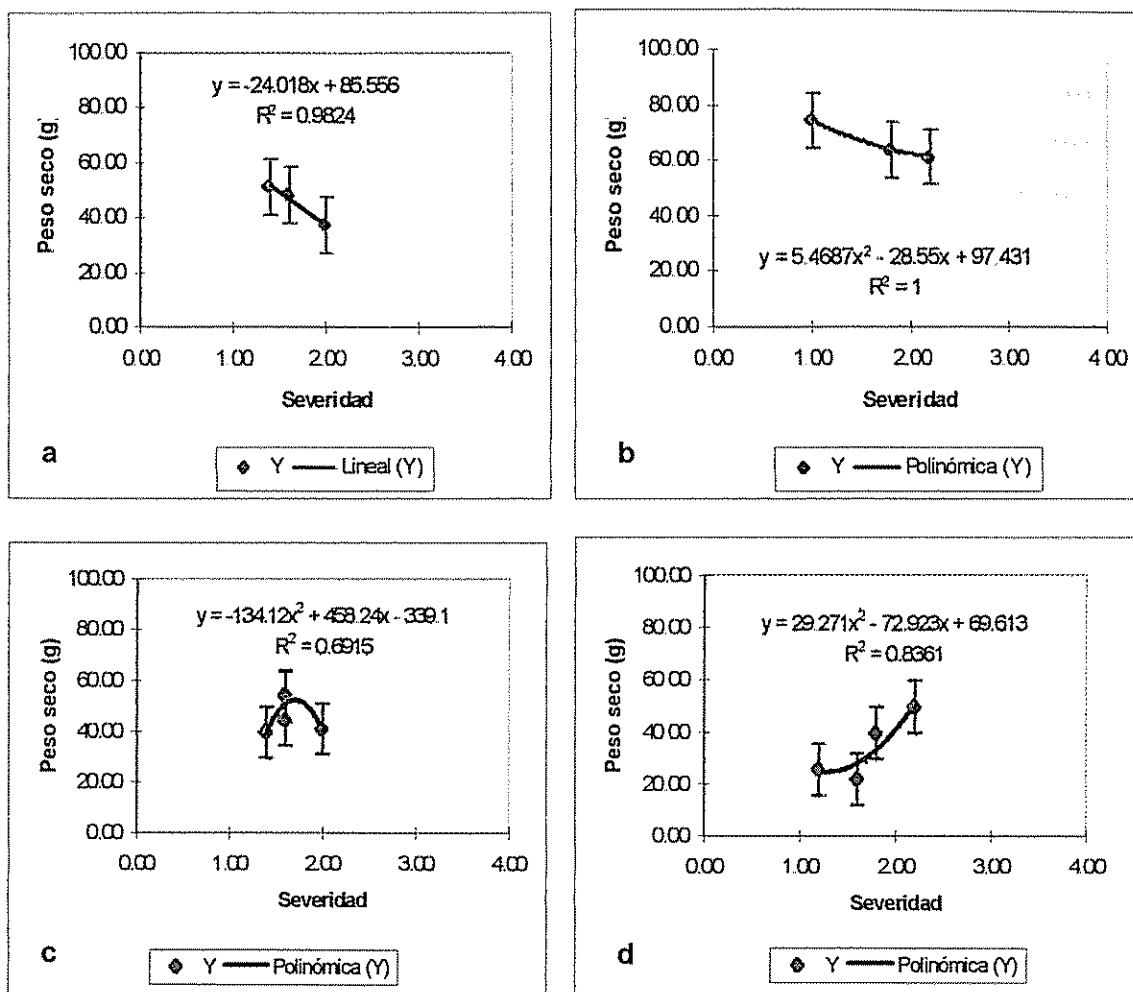 100.00
80.00
60.00
40.00
20.00
0.00
Peso seco (g)
y = -24.018x + 85.556
R² = 0.9824
0.00 1.00 2.00 3.00 4.00
Severidad
a
Y Lineal (Y)
100.00
80.00
60.00
40.00
20.00
0.00
Peso seco (g)
y = 5.4687x² - 28.55x + 97.431
R² = 1
0.00 1.00 2.00 3.00 4.00
Severidad
b
Y Polinómica (Y)
100.00
80.00
60.00
40.00
20.00
0.00
Peso seco (g)
y = -134.12x² + 458.24x - 339.1
R² = 0.6915
0.00 1.00 2.00 3.00 4.00
Severidad
c
Y Polinómica (Y)
100.00
80.00
60.00
40.00
20.00
0.00
Peso seco (g)
y = 29.271x² - 72.923x + 69.613
R² = 0.8361
0.00 1.00 2.00 3.00 4.00
Severidad
d
Y Polinómica (Y)